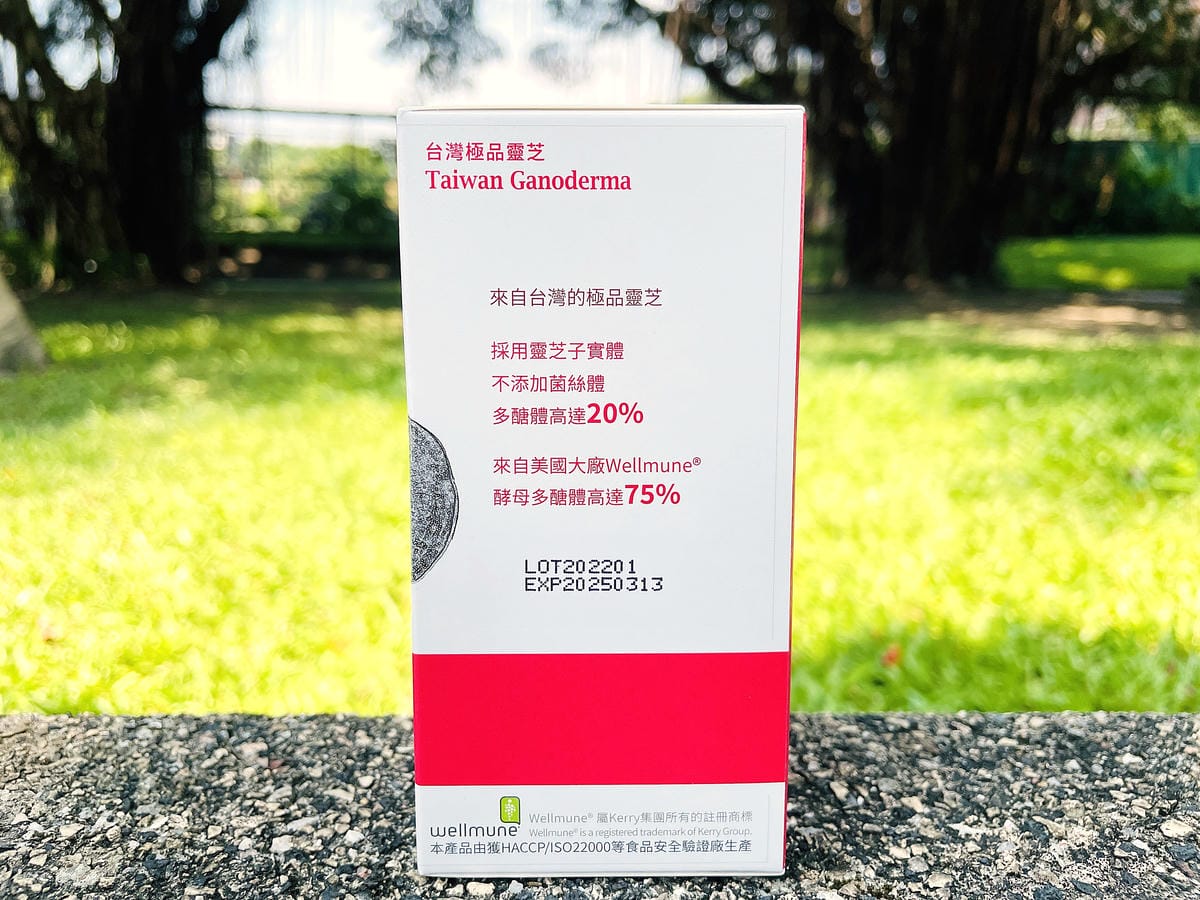 台灣極品靈芝
Taiwan Ganoderma
來自台灣的極品靈芝
採用靈芝子實體
不添加菌絲體
多醣體高達20%
來自美國大廠Wellmune®
酵母多醣體高達75%
LOT202201
EXP20250313
wellmune®
Wellmune® 屬Kerry集團所有的註冊商標
Wellmune® is a registered trademark of Kerry Group.
本產品由獲HACCP/ISO22000等食品安全驗證廠生產